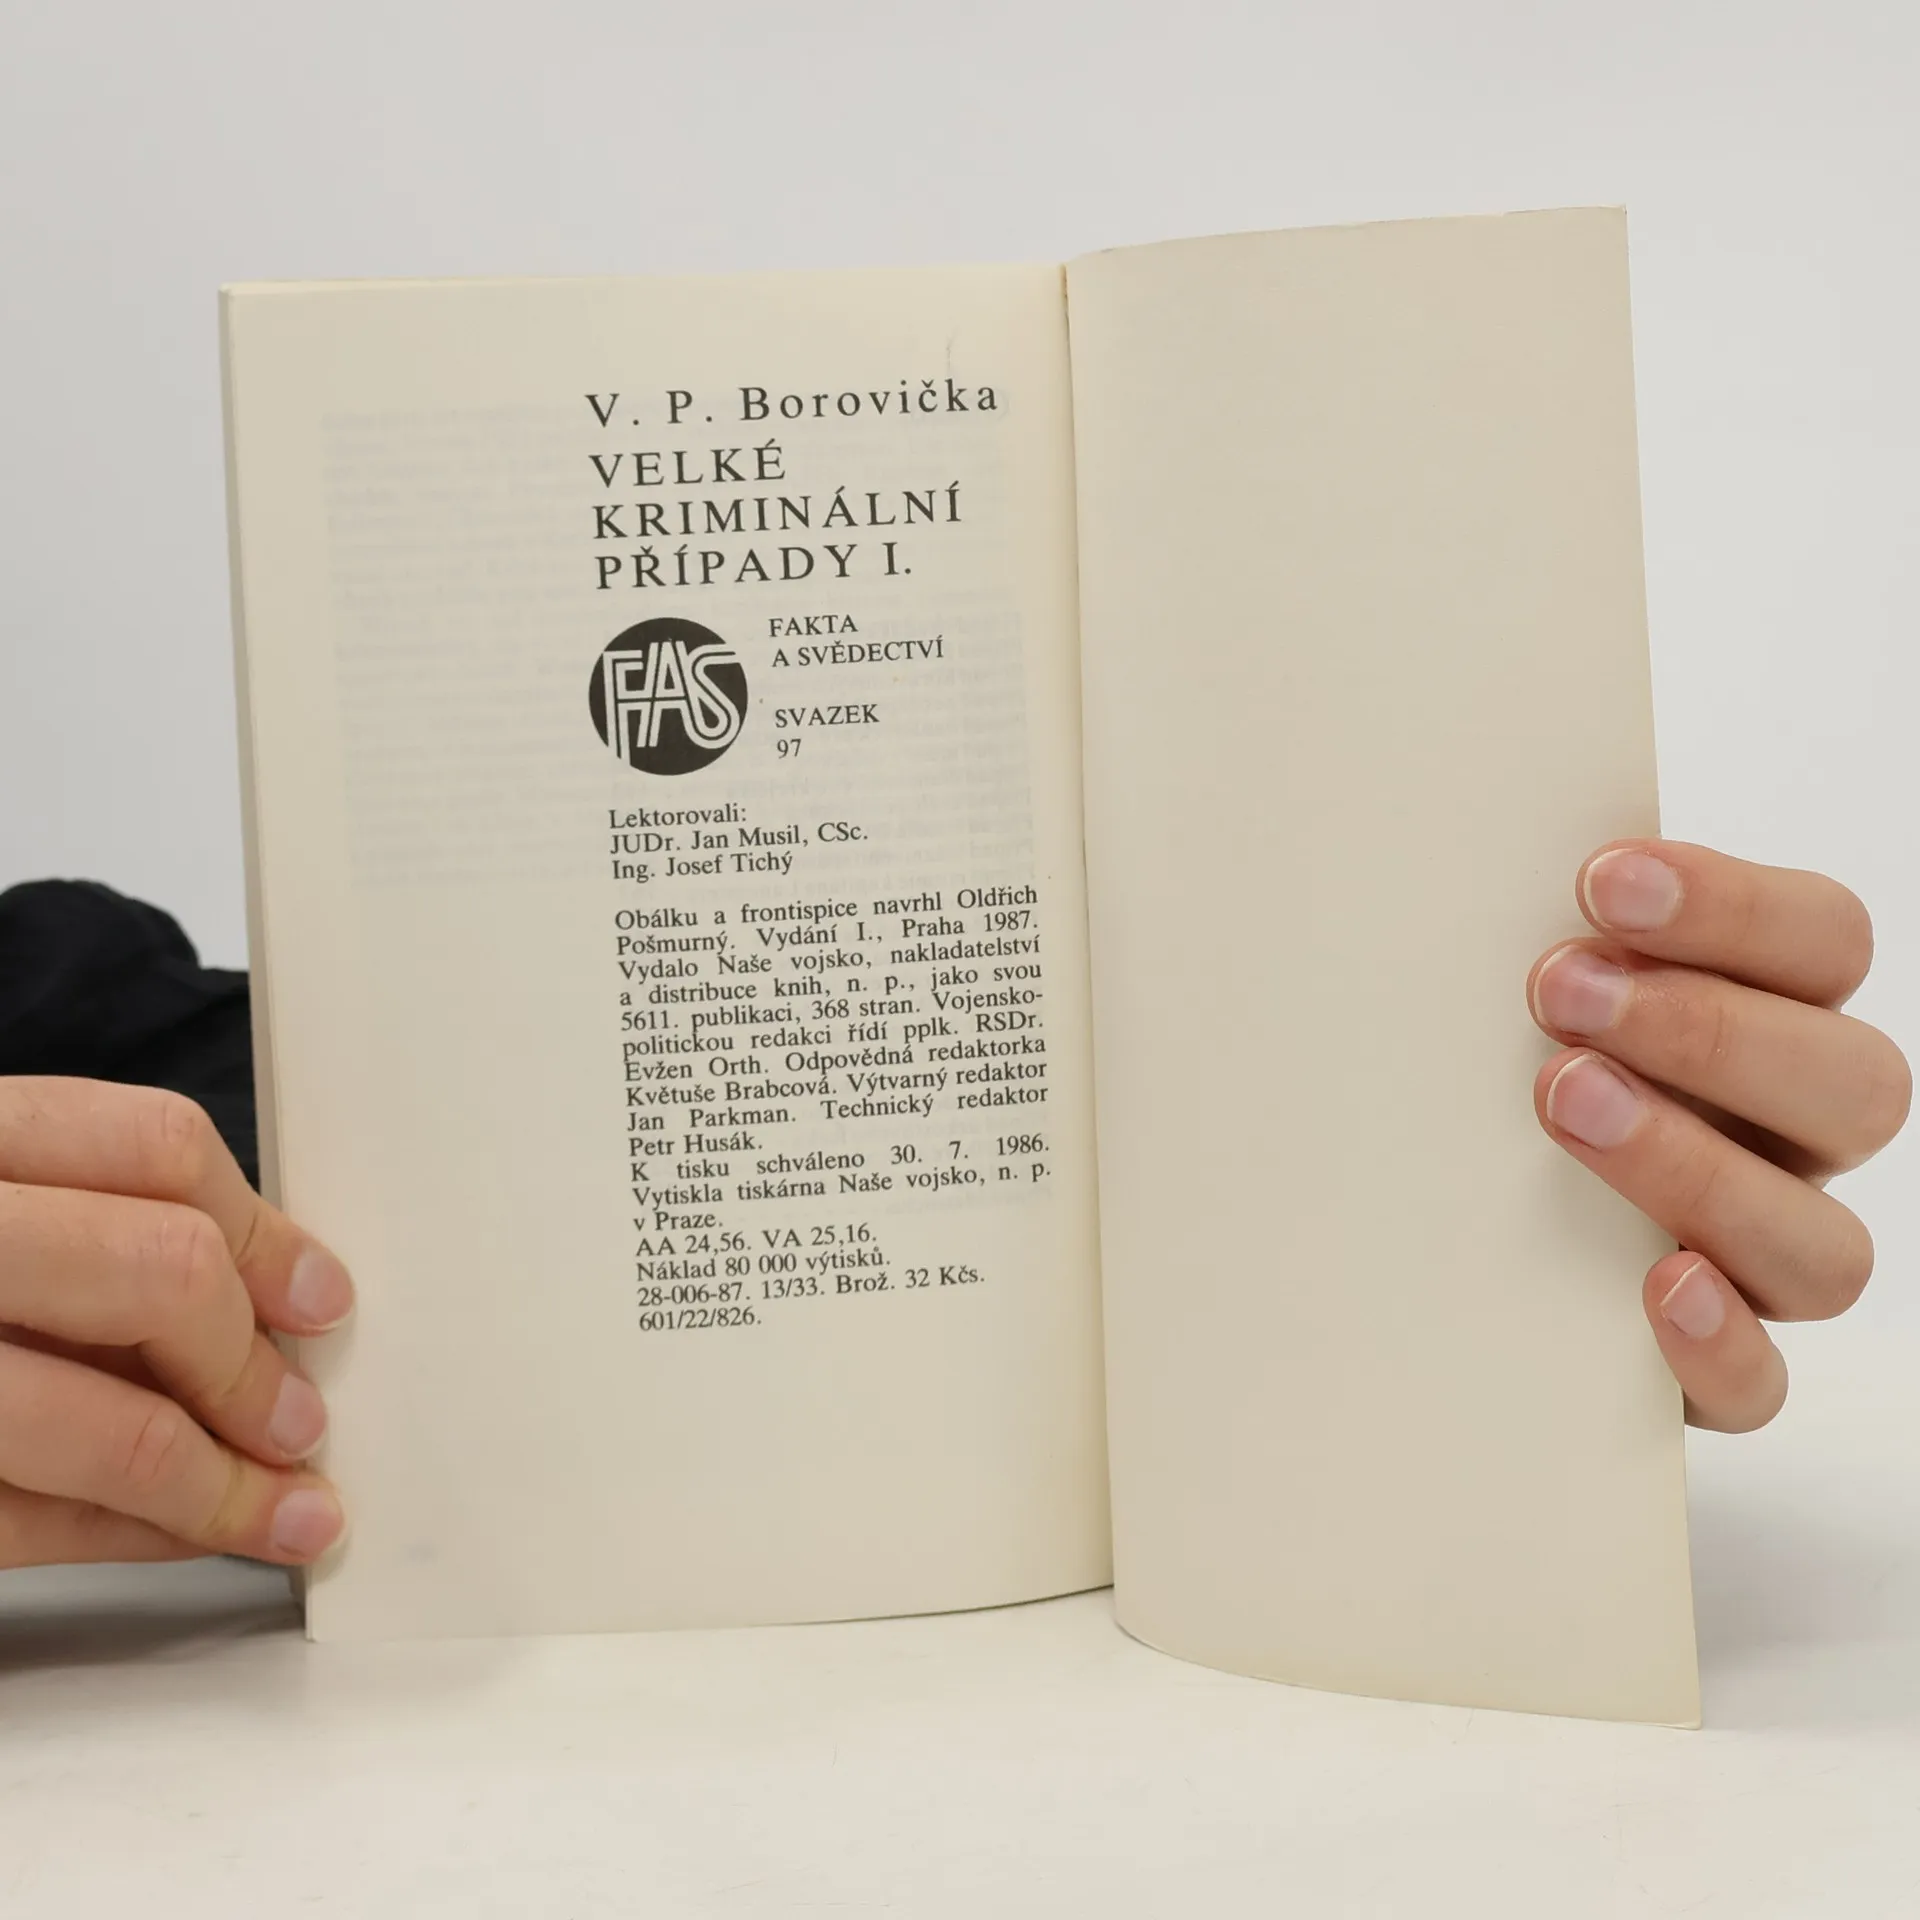 V. P. Borovička
VELKÉ
KRIMINÁLNÍ
PŘÍPADY I.
FAS
FAKTA
A SVĚDECTVÍ
SVAZEK
97
Lektorovali:
JUDr. Jan Musil, CSc.
Ing. Josef Tichý
Obálku a frontispice navrhl Oldřich
Pošmurný. Vydání I., Praha 1987.
Vydalo Naše vojsko, nakladatelství
a distribuce knih, n. p., jako svou
5611. publikaci, 368 stran. Vojensko-
politickou redakci řídí pplk. RSDr.
Evžen Orth. Odpovědná redaktorka
Květuše Brabcová. Výtvarný redaktor
Jan Parkman. Technický redaktor
Petr Husák.
K tisku schváleno 30. 7. 1986.
Vytiskla tiskárna Naše vojsko, n. p.
v Praze.
AA 24,56. VA 25,16.
Náklad 80 000 výtisků.
28-006-87. 13/33. Brož. 32 Kčs.
601/22/826.